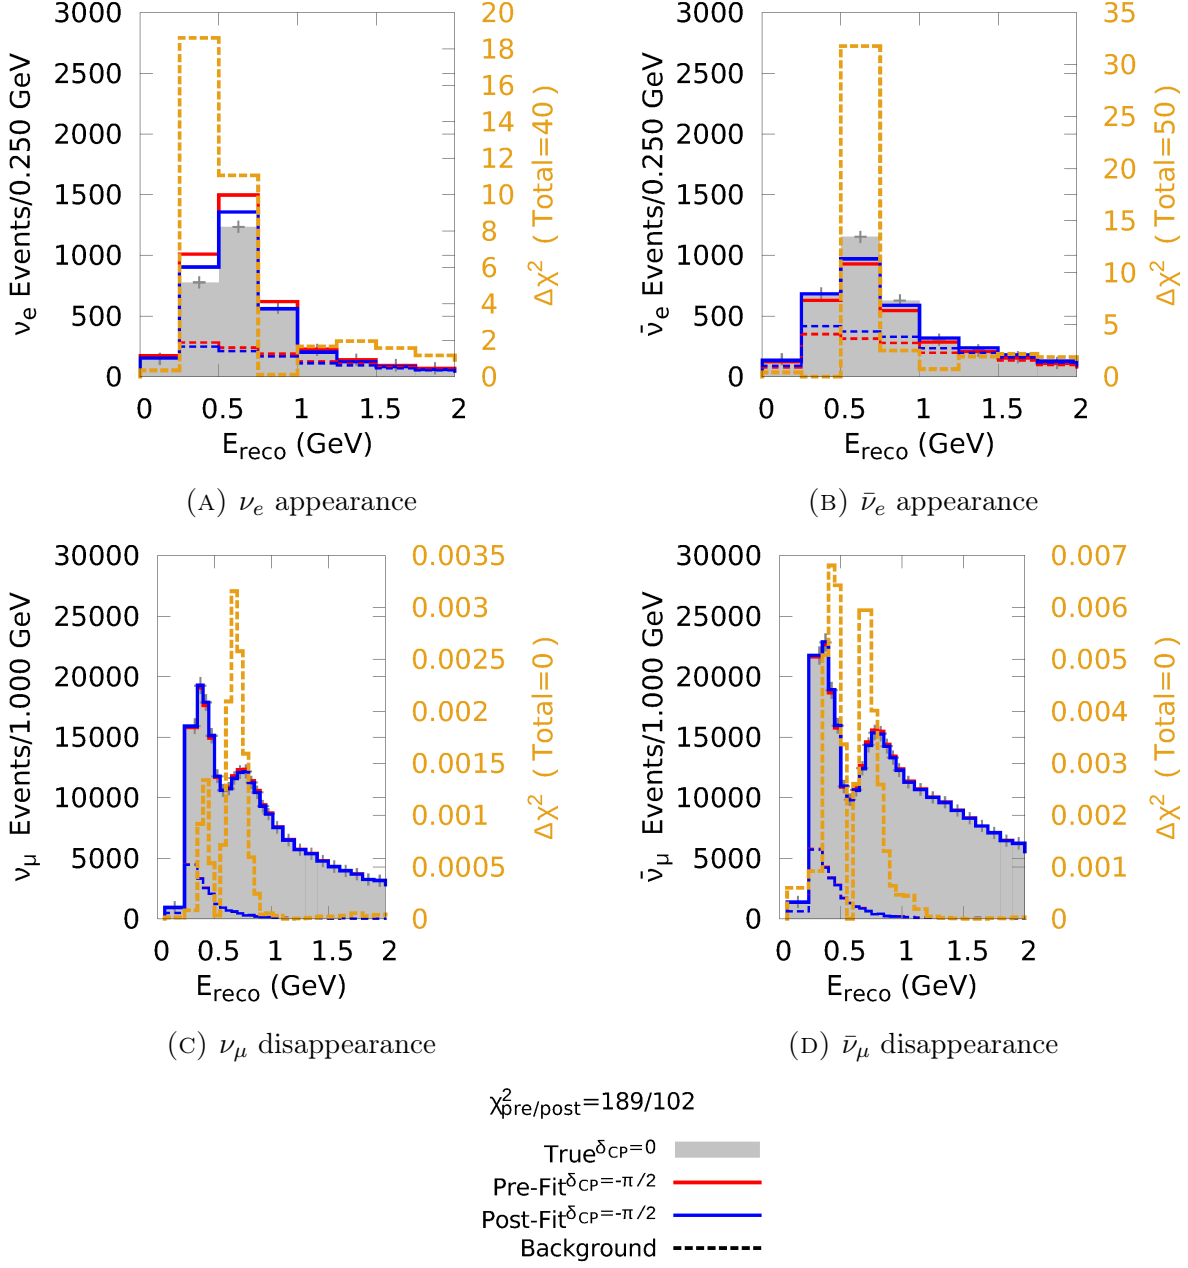 3000
2500
2000
1500
1000
500
0
νe Events/0.250 GeV
20
18
16
14
12
10
8
6
4
2
0
Δχ² ( Total=40)
0 0.5 1 1.5 2
Ereco (GeV)
(A) νe appearance
3000
2500
2000
1500
1000
500
0
ν̄e Events/0.250 GeV
35
30
25
20
15
10
5
0
Δχ² ( Total=50)
0 0.5 1 1.5 2
Ereco (GeV)
(B) ν̄e appearance
30000
25000
20000
15000
10000
5000
0
νμ Events/1.000 GeV
0.0035
0.003
0.0025
0.002
0.0015
0.001
0.0005
0
Δχ² ( Total=0)
0 0.5 1 1.5 2
Ereco (GeV)
(C) νμ disappearance
30000
25000
20000
15000
10000
5000
0
ν̄μ Events/1.000 GeV
0.007
0.006
0.005
0.004
0.003
0.002
0.001
0
Δχ² ( Total=0)
0 0.5 1 1.5 2
Ereco (GeV)
(D) ν̄μ disappearance
χ²pre/post=189/102
True δCP=0
Pre-Fit δCP=-π/2
Post-Fit δCP=-π/2
Background